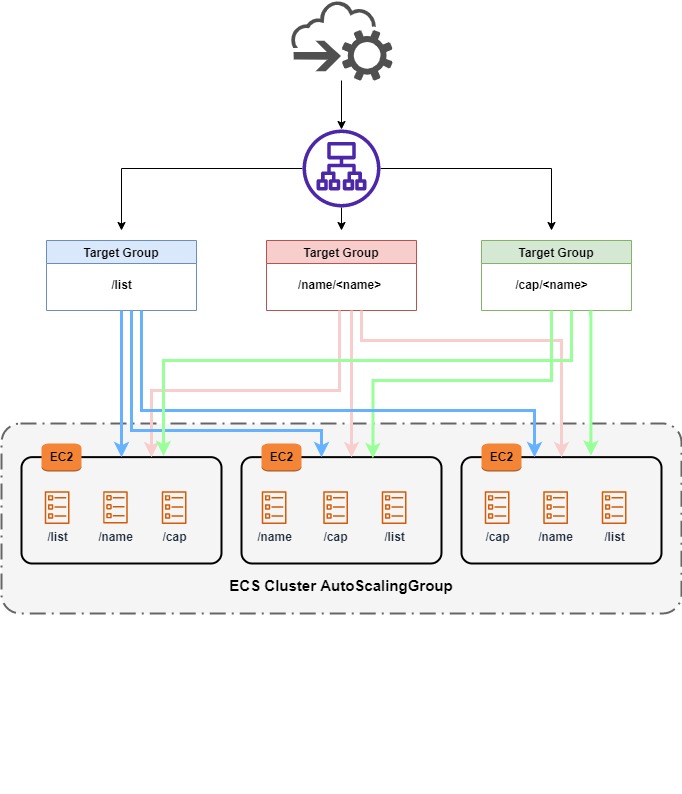 Target Group
/list
Target Group
/name/<name>
Target Group
/cap/<name>
EC2
/list
/name
/cap
EC2
/name
/cap
/list
EC2
/cap
/name
/list
ECS Cluster AutoScalingGroup